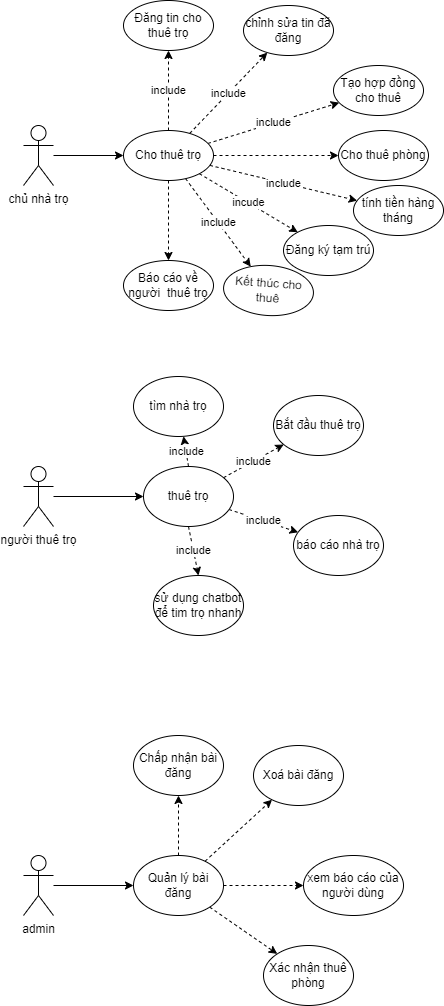 Đăng tin cho
thuê trọ
chỉnh sửa tin đã
đăng
include
include
Tạo hợp đồng
cho thuê
include
chủ nhà trọ
Cho thuê trọ
Cho thuê phòng
include
tính tiền hàng
tháng
include
incude
Đăng ký tạm trú
Báo cáo về
người thuê trọ
Kết thúc cho
thuê
tìm nhà trọ
Bắt đầu thuê trọ
include
include
người thuê trọ
thuê trọ
include
báo cáo nhà trọ
include
sử dụng chatbot
để tim trọ nhanh
Chấp nhận bài
đăng
Xoá bài đăng
admin
Quản lý bài
đăng
xem báo cáo của
người dùng
Xác nhận thuê
phòng